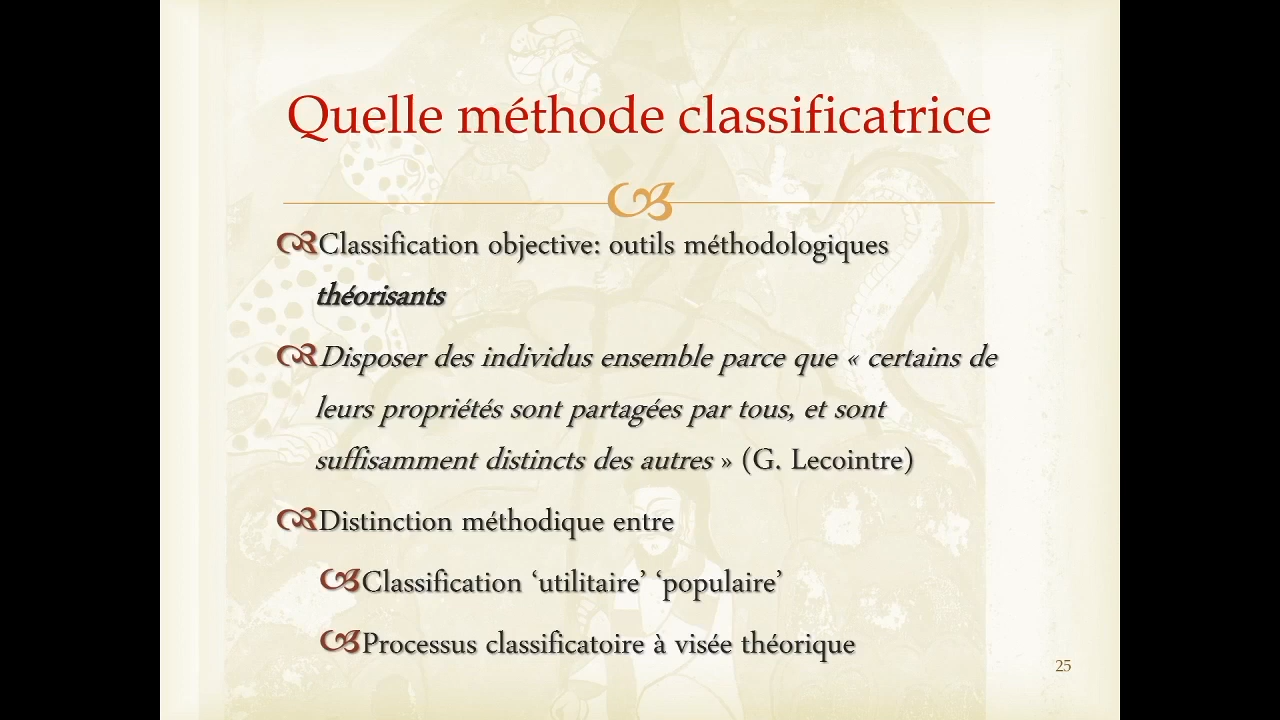 Quelle méthode classificatrice
Classification objective: outils méthodologiques
théorisants
Disposer des individus ensemble parce que « certains de
leurs propriétés sont partagées par tous, et sont
suffisamment distincts des autres » (G. Lecointre)
Distinction méthodique entre
Classification ‘utilitaire’ ‘populaire’
Processus classificatoire à visée théorique
25